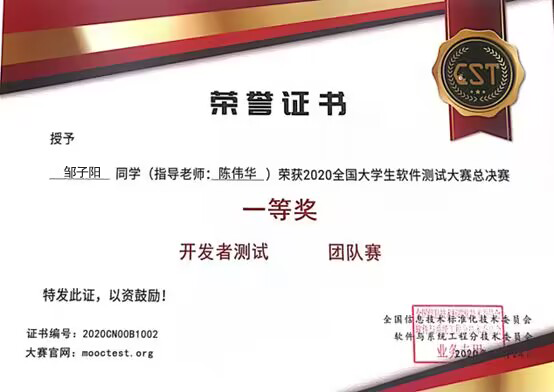 CST
荣誉证书
授予
邹子阳 同学（指导老师：陈伟华 ）荣获2020全国大学生软件测试大赛总决赛
一等奖
开发者测试 团队赛
特发此证，以资鼓励！
证书编号：2020CN00B1002
大赛官网：mooctest.org
全国信息技术标准化技术委员会
软件与系统工程分技术委员会
业务专用